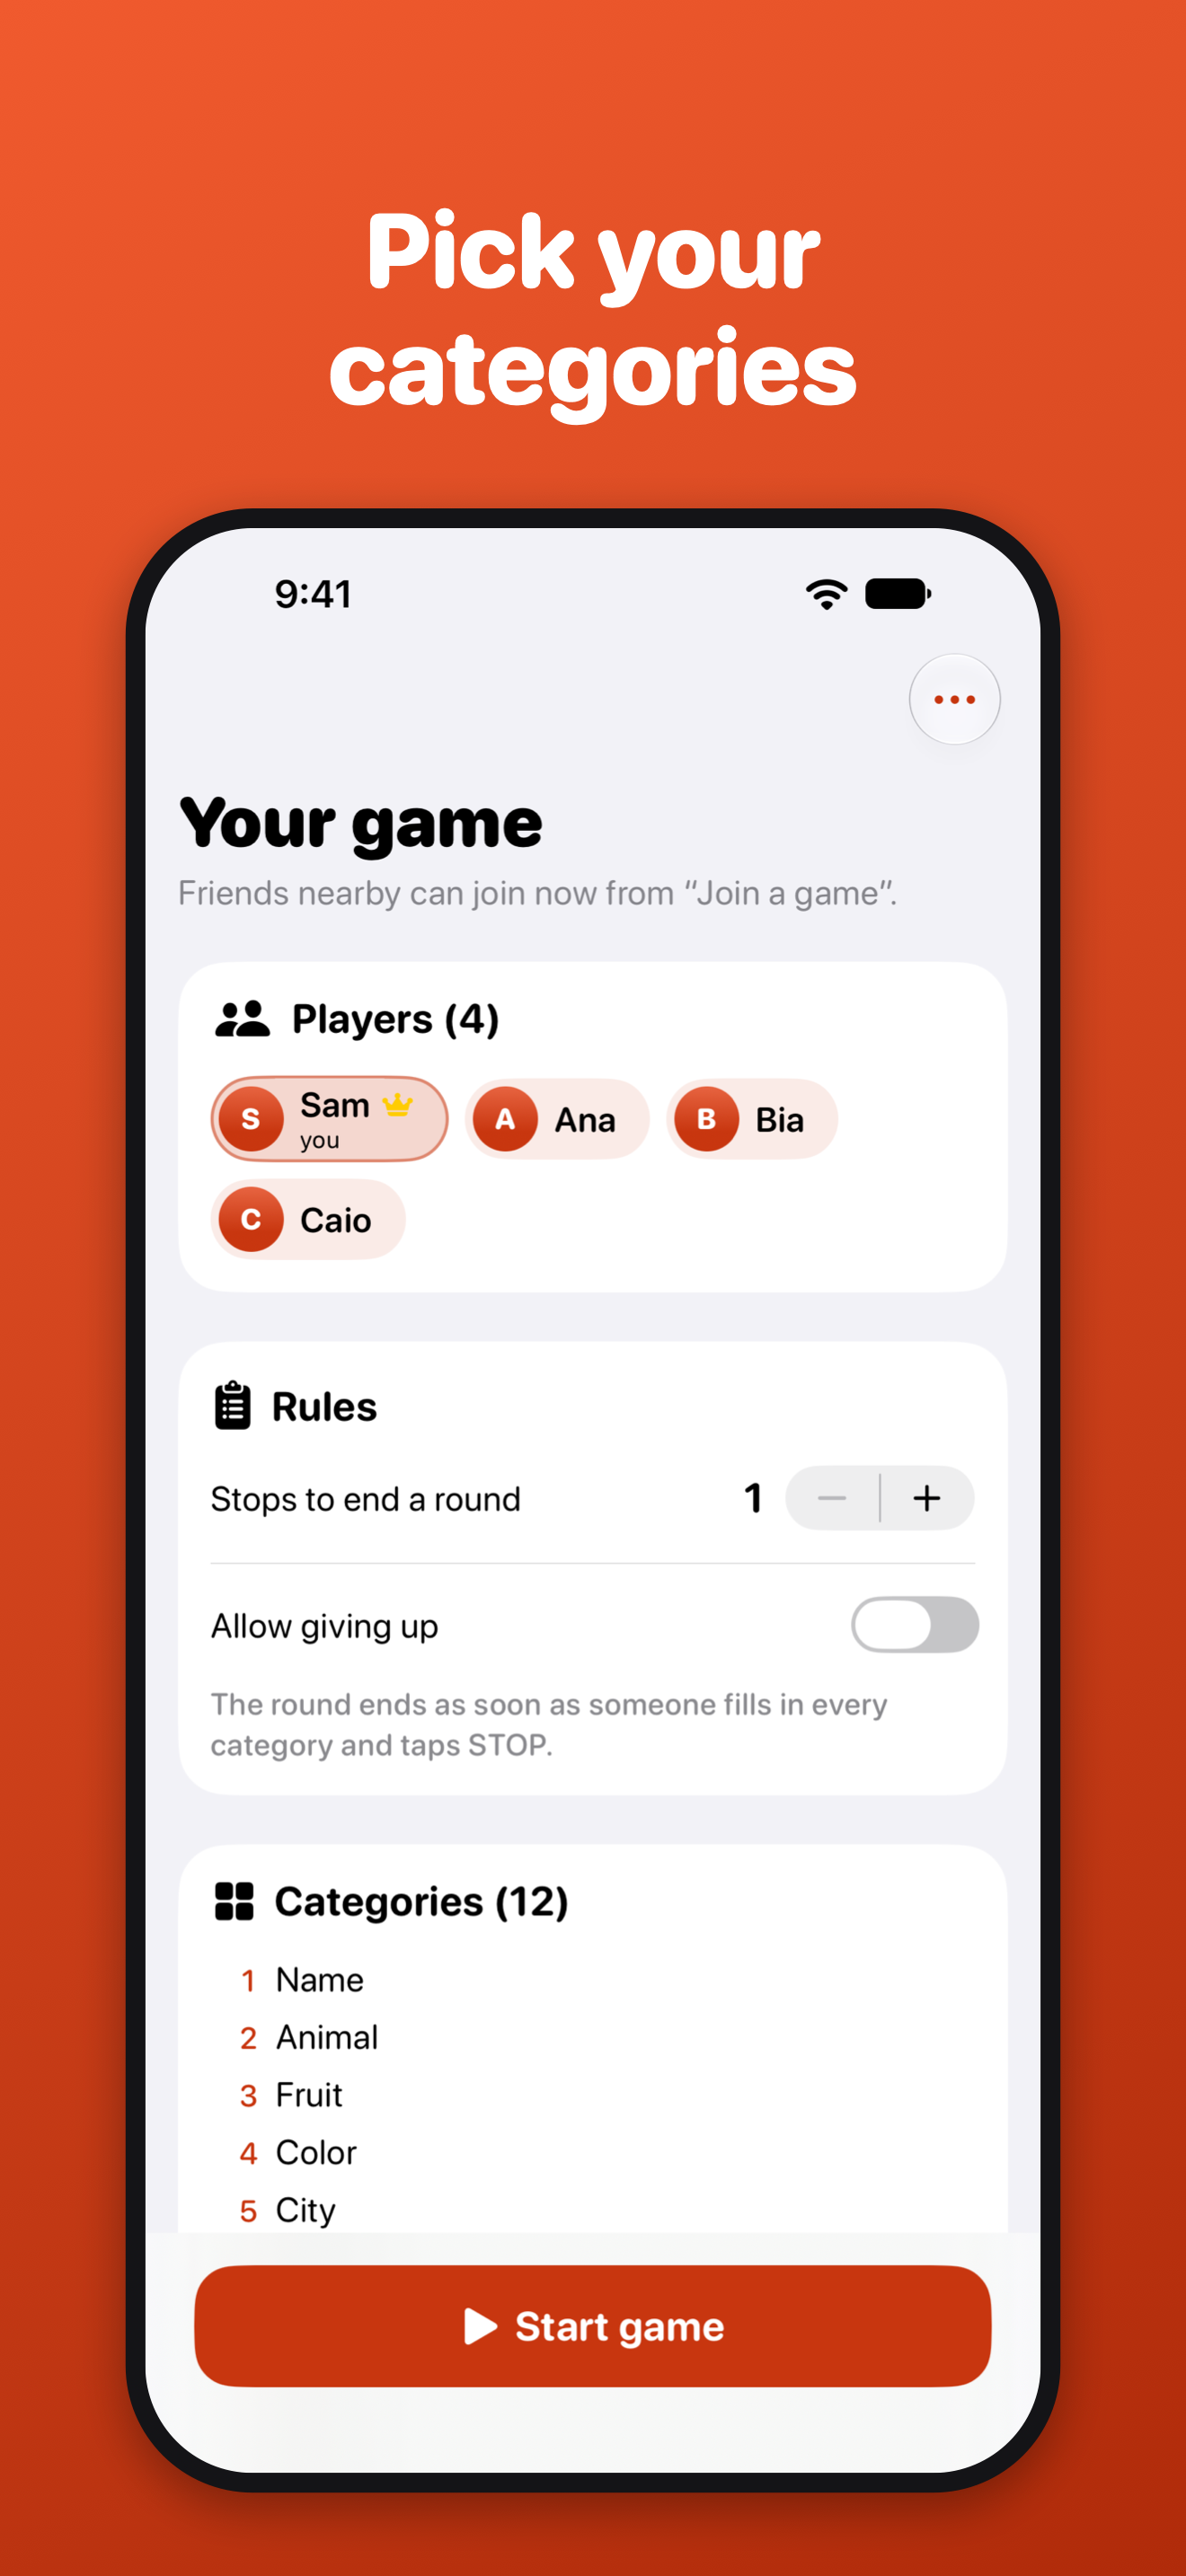 Pick your
categories
9:41
Your game
Friends nearby can join now from “Join a game”.
Players (4)
S Sam
you
A Ana
B Bia
C Caio
Rules
Stops to end a round 1 − +
Allow giving up
The round ends as soon as someone fills in every
category and taps STOP.
Categories (12)
1 Name
2 Animal
3 Fruit
4 Color
5 City
Start game